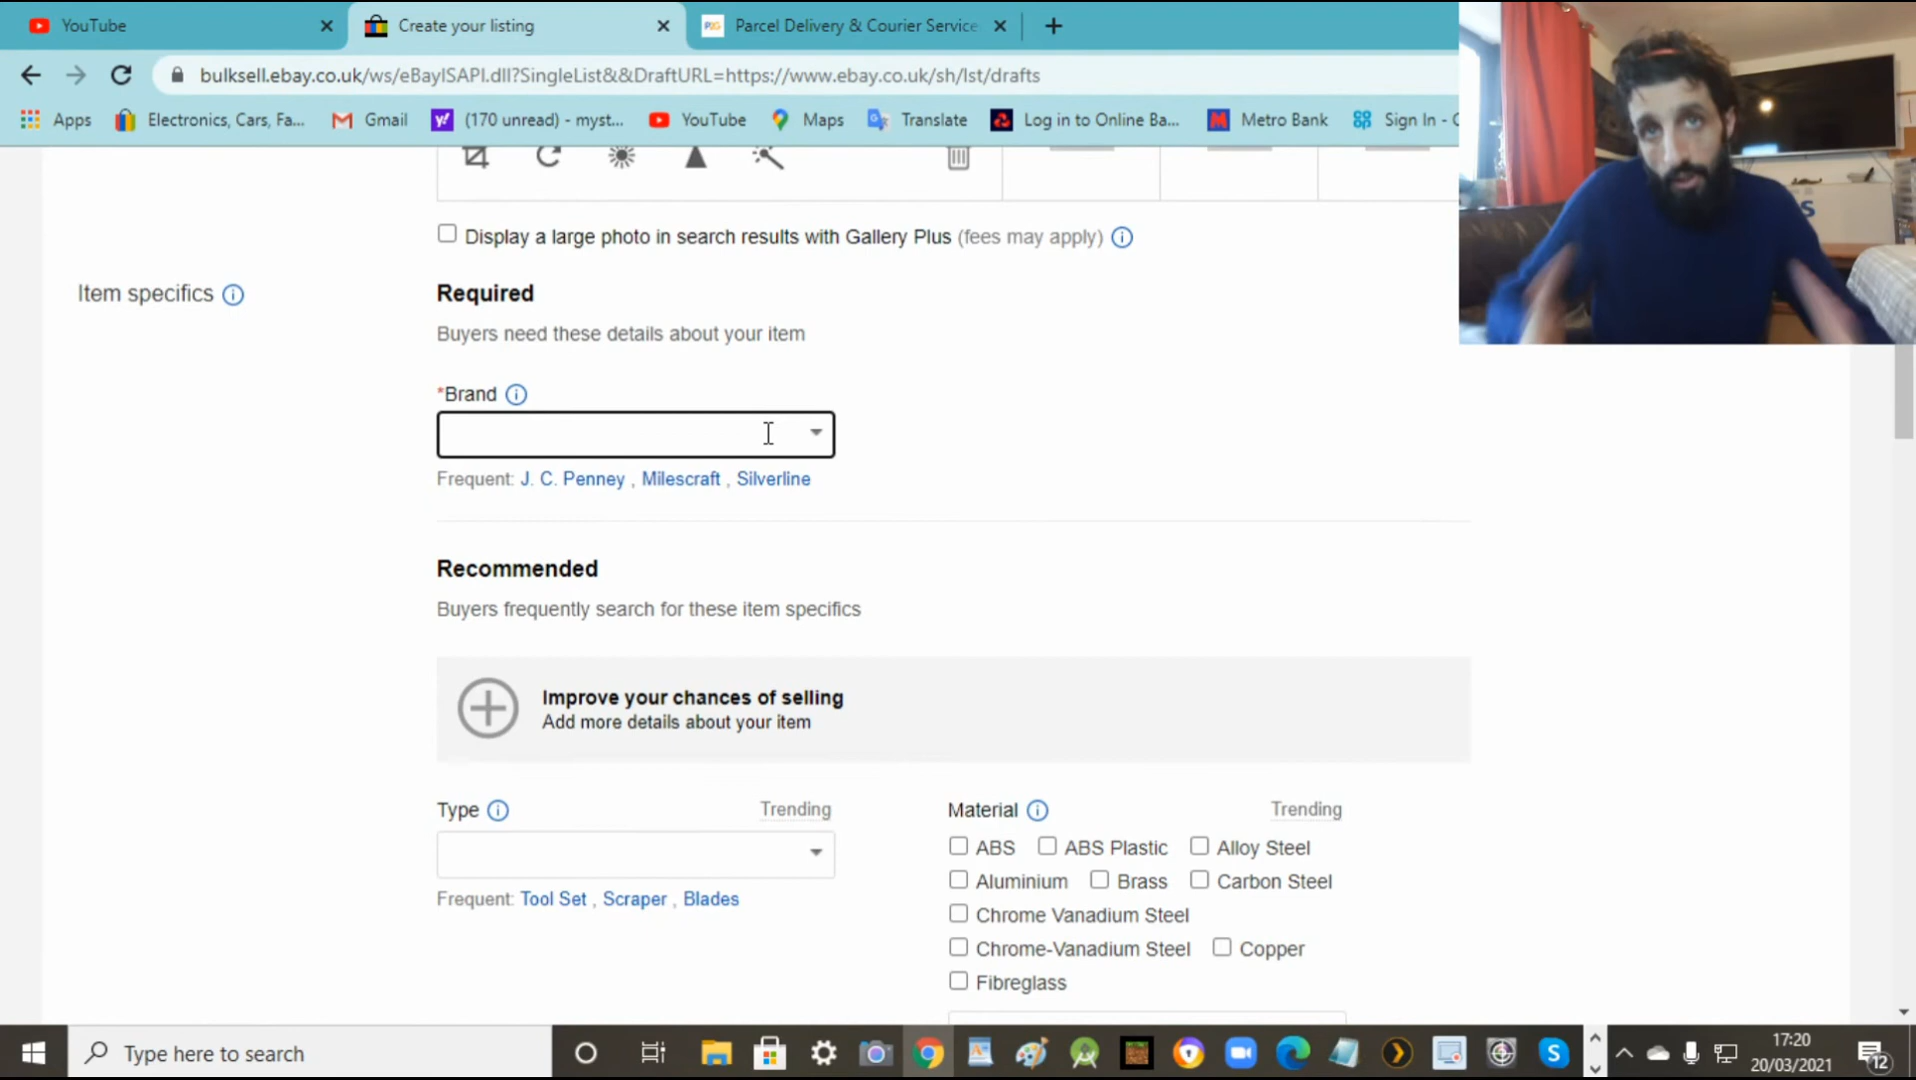 YouTube
Create your listing
Parcel Delivery & Courier Service
bulksell.ebay.co.uk/ws/eBayISAPI.dll?SingleList&&DraftURL=https://www.ebay.co.uk/sh/lst/drafts
Apps
Electronics, Cars, Fa...
Gmail
(170 unread) - myst...
YouTube
Maps
Translate
Log in to Online Ba...
Metro Bank
Sign In - C
Display a large photo in search results with Gallery Plus (fees may apply)
Item specifics
Required
Buyers need these details about your item
*Brand
Frequent: J. C. Penney , Milescraft , Silverline
Recommended
Buyers frequently search for these item specifics
Improve your chances of selling
Add more details about your item
Type
Trending
Frequent: Tool Set , Scraper , Blades
Material
Trending
ABS
ABS Plastic
Alloy Steel
Aluminium
Brass
Carbon Steel
Chrome Vanadium Steel
Chrome-Vanadium Steel
Copper
Fibreglass
Type here to search
17:20
20/03/2021
12